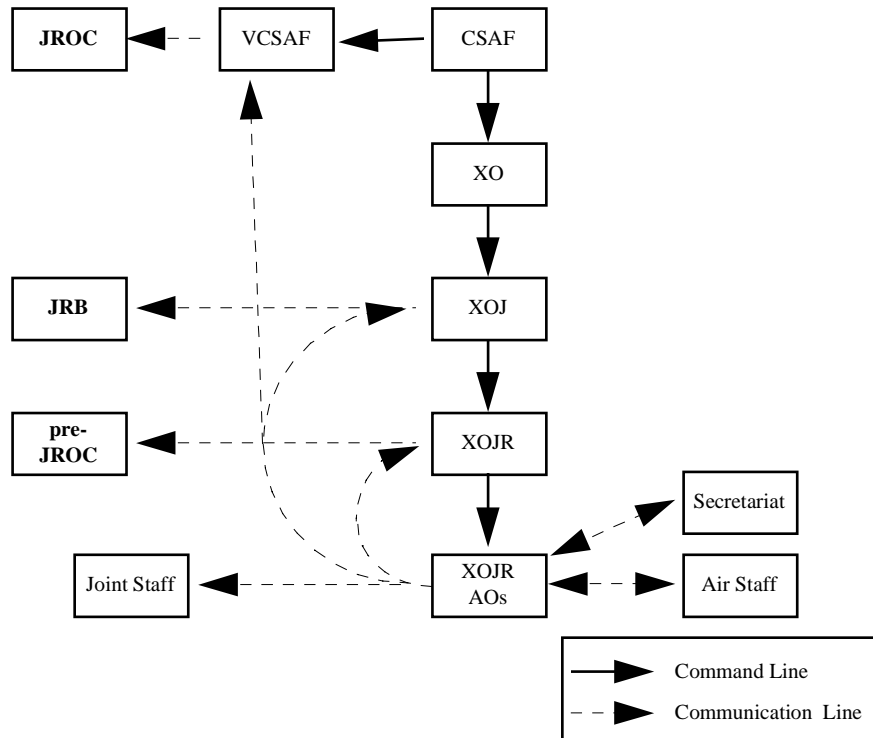 JROC
VCSAF
CSAF
XO
JRB
XOJ
pre-
JROC
XOJR
Secretariat
Joint Staff
XOJR
AOs
Air Staff
Command Line
Communication Line